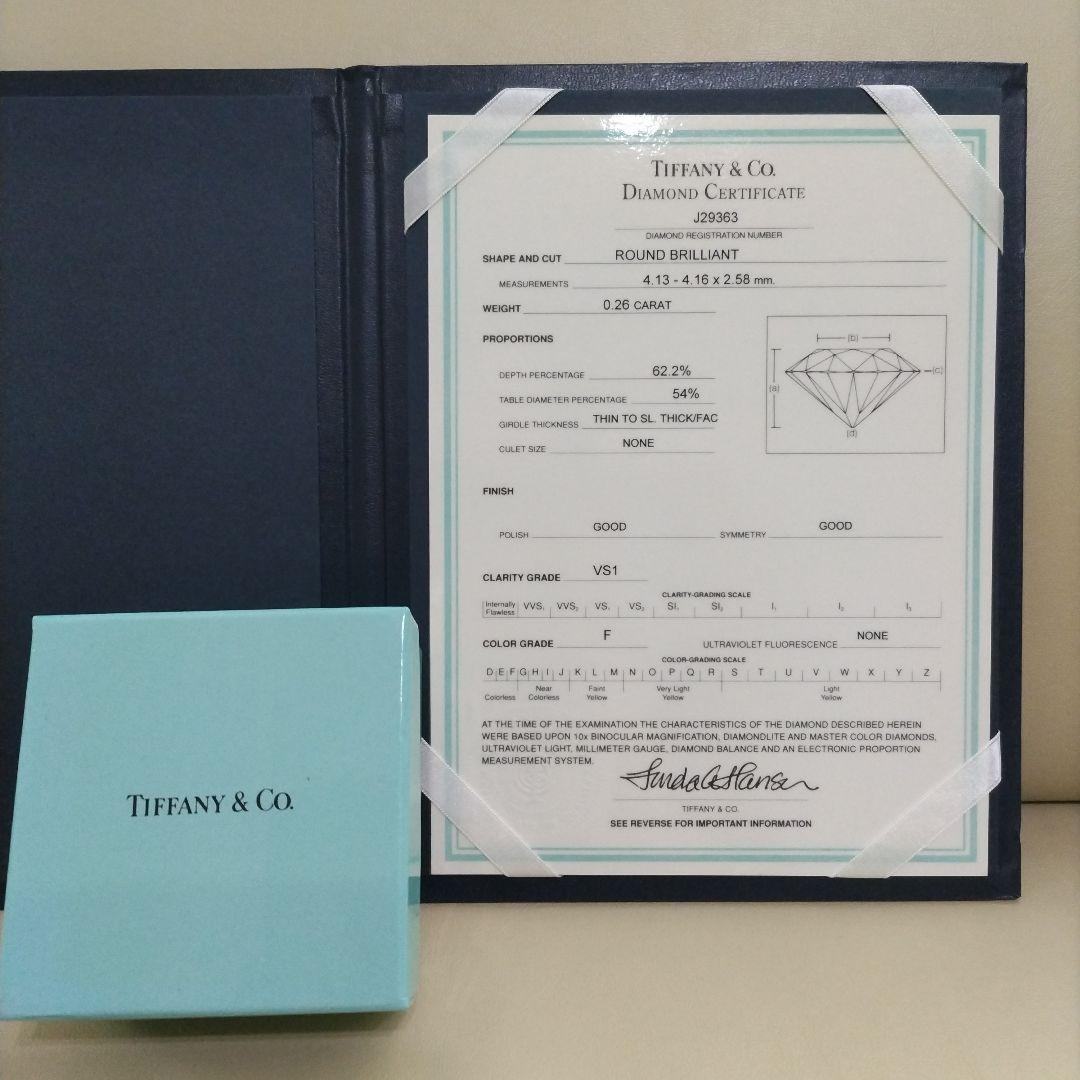 TIFFANY & CO.
DIAMOND CERTIFICATE
J29363
DIAMOND REGISTRATION NUMBER
SHAPE AND CUT ROUND BRILLIANT
MEASUREMENTS 4.13 - 4.16 x 2.58 mm.
WEIGHT 0.26 CARAT
PROPORTIONS
DEPTH PERCENTAGE 62.2%
TABLE DIAMETER PERCENTAGE 54%
GIRDLE THICKNESS THIN TO SL. THICK/FAC
CULET SIZE NONE
(b)
(a)
(c)
(d)
FINISH
POLISH GOOD SYMMETRY GOOD
CLARITY GRADE VS1
CLARITY-GRADING SCALE
Internally Flawless VVS₁ VVS₂ VS₁ VS₂ SI₁ SI₂ I₁ I₂ I₃
COLOR GRADE F ULTRAVIOLET FLUORESCENCE NONE
COLOR-GRADING SCALE
D E F G H I J K L M N O P Q R S T U V W X Y Z
Colorless Near Colorless Faint Yellow Very Light Yellow Light Yellow
AT THE TIME OF THE EXAMINATION THE CHARACTERISTICS OF THE DIAMOND DESCRIBED HEREIN
WERE BASED UPON 10x BINOCULAR MAGNIFICATION, DIAMONDLITE AND MASTER COLOR DIAMONDS,
ULTRAVIOLET LIGHT, MILLIMETER GAUGE, DIAMOND BALANCE AND AN ELECTRONIC PROPORTION
MEASUREMENT SYSTEM.
TIFFANY & CO.
SEE REVERSE FOR IMPORTANT INFORMATION
TIFFANY & CO.